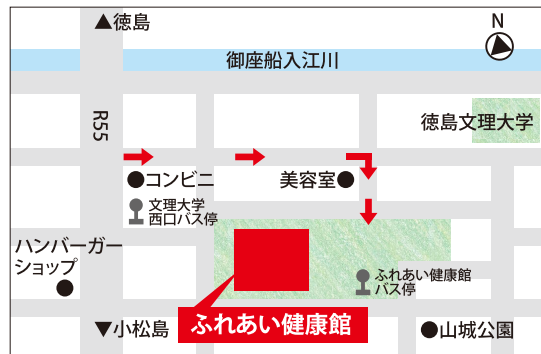 ▲徳島
N
御座船入江川
R55
徳島文理大学
●コンビニ
美容室●
文理大学
西口バス停
ハンバーガー
ショップ
●
ふれあい健康館
バス停
▼小松島
ふれあい健康館
●山城公園